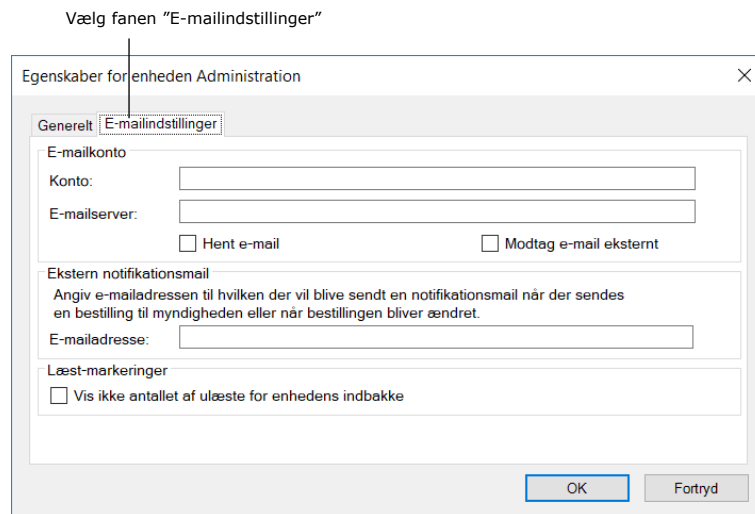 Vælg fanen ”E-mailindstillinger”
Egenskaber for enheden Administration
Generelt E-mailindstillinger
E-mailkonto
Konto:
E-mailserver:
Hent e-mail Modtag e-mail eksternt
Ekstern notifikationsmail
Angiv e-mailadressen til hvilken der vil blive sendt en notifikationsmail når der sendes
en bestilling til myndigheden eller når bestillingen bliver ændret.
E-mailadresse:
Læst-markeringer
Vis ikke antallet af ulæste for enhedens indbakke
OK Fortryd